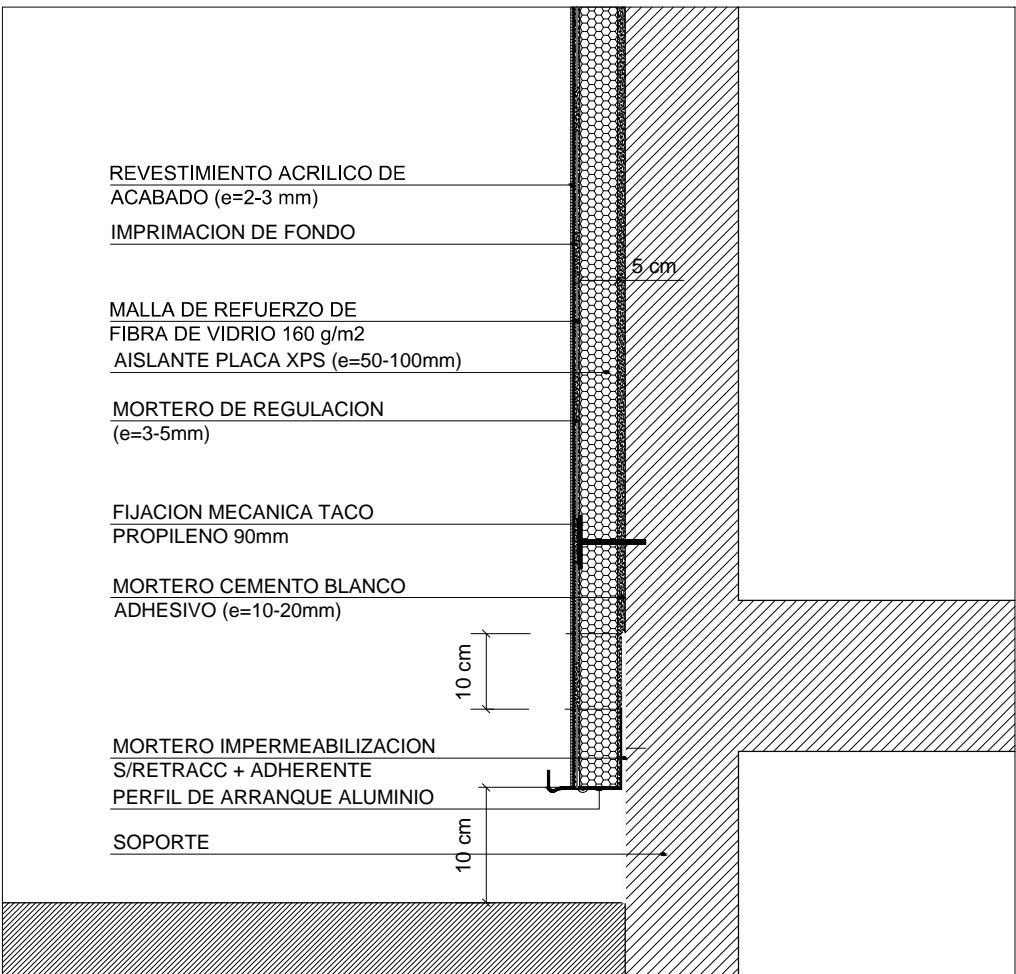 REVESTIMIENTO ACRILICO DE
ACABADO (e=2-3 mm)
IMPRIMACION DE FONDO
5 cm
MALLA DE REFUERZO DE
FIBRA DE VIDRIO 160 g/m2
AISLANTE PLACA XPS (e=50-100mm)
MORTERO DE REGULACION
(e=3-5mm)
FIJACION MECANICA TACO
PROPILENO 90mm
MORTERO CEMENTO BLANCO
ADHESIVO (e=10-20mm)
10 cm
MORTERO IMPERMEABILIZACION
S/RETRACC + ADHERENTE
PERFIL DE ARRANQUE ALUMINIO
SOPORTE
10 cm